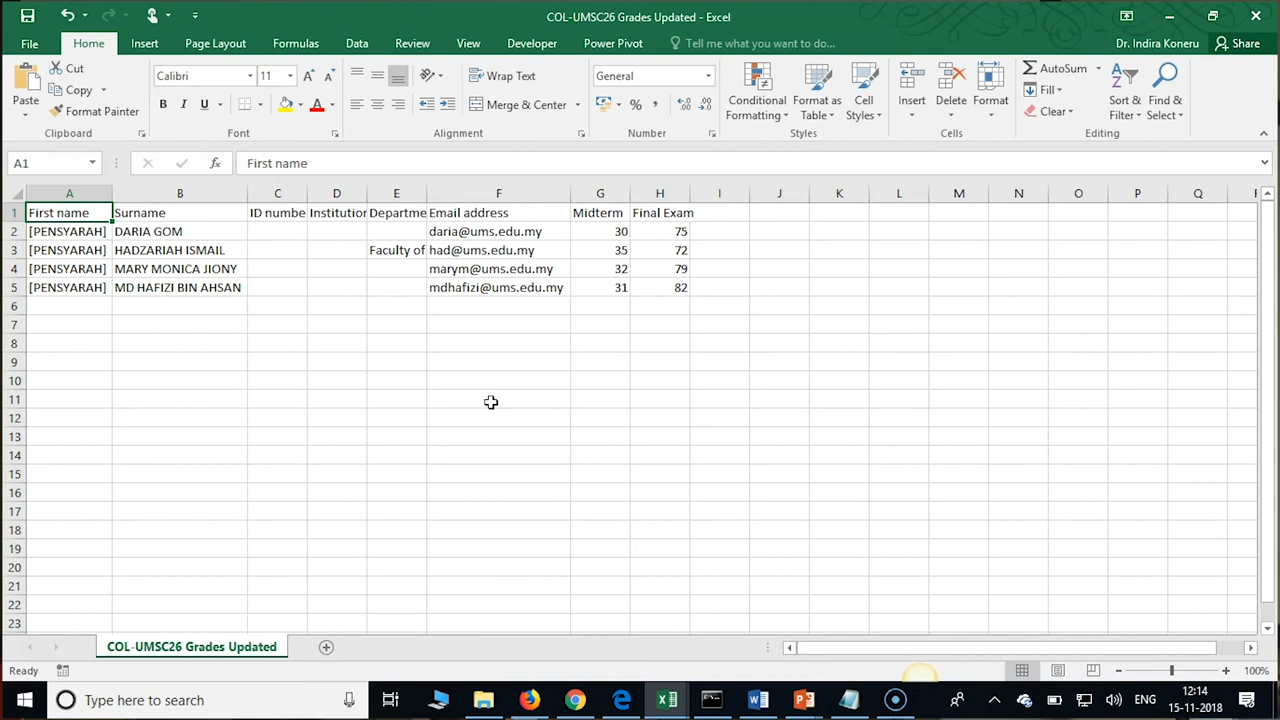 COL-UMSC26 Grades Updated - Excel
File Home Insert Page Layout Formulas Data Review View Developer Power Pivot Tell me what you want to do... Dr. Indira Koneru Share
Paste
Cut
Copy
Format Painter
Clipboard
Calibri 11
B I U A
Font
Wrap Text
Merge & Center
Alignment
General
%
Number
Conditional Formatting
Format as Table
Cell Styles
Styles
Insert
Delete
Format
Cells
AutoSum
Fill
Clear
Sort & Filter
Find & Select
Editing
A1 fx First name
A B C D E F G H I J K L M N O P Q
1 First name Surname ID numbe Institution Departme Email address Midterm Final Exam
2 [PENSYARAH] DARIA GOM daria@ums.edu.my 30 75
3 [PENSYARAH] HADZARIAH ISMAIL Faculty of had@ums.edu.my 35 72
4 [PENSYARAH] MARY MONICA JIONY marym@ums.edu.my 32 79
5 [PENSYARAH] MD HAFIZI BIN AHSAN mdhafizi@ums.edu.my 31 82
6
7
8
9
10
11
12
13
14
15
16
17
18
19
20
21
22
23
COL-UMSC26 Grades Updated
Ready 100%
Type here to search ENG 12:14
15-11-2018